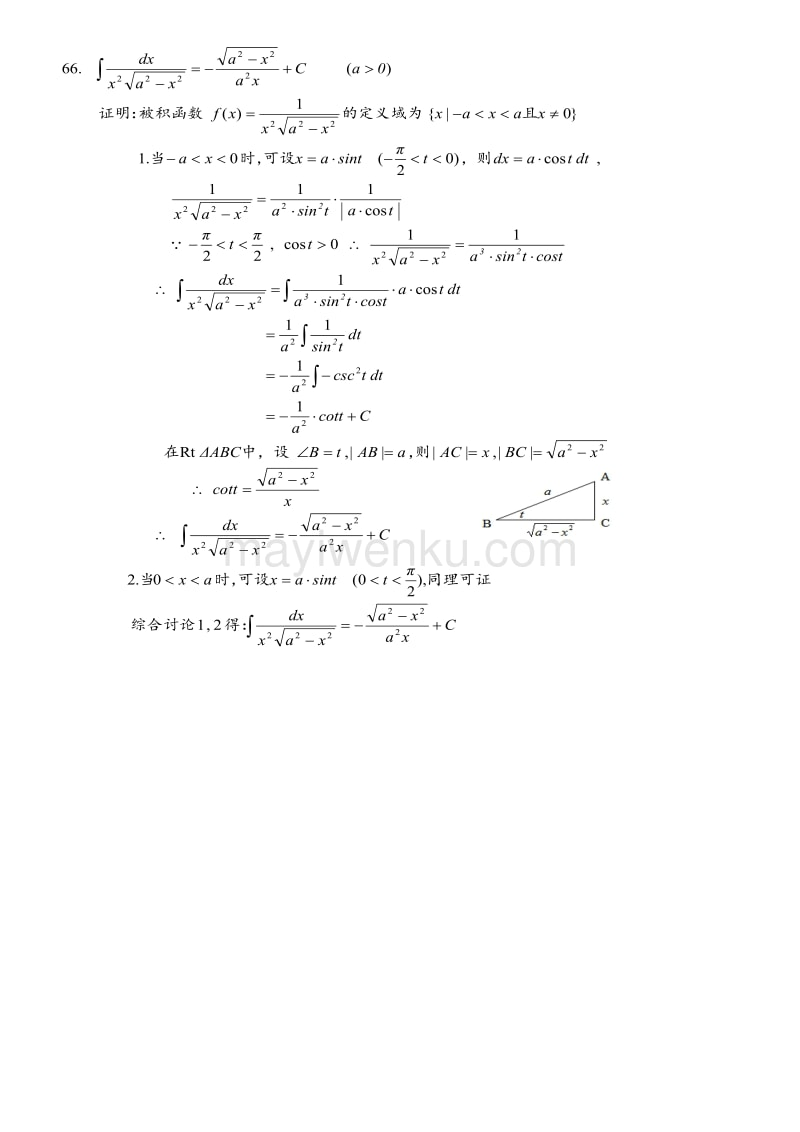 66. ∫ dx / (x²√(a²−x²)) = −√(a²−x²) / (a²x) + C (a > 0)
证明:被积函数 f(x) = 1 / (x²√(a²−x²)) 的定义域为 {x | −a < x < a且x ≠ 0}
1.当−a < x < 0时,可设x = a·sint (−π/2 < t < 0), 则dx = a·cost dt ,
1 / (x²√(a²−x²)) = 1 / (a²·sin²t) · 1 / |a·cost|
∵ −π/2 < t < π/2 , cost > 0 ∴ 1 / (x²√(a²−x²)) = 1 / (a³·sin²t·cost)
∴ ∫ dx / (x²√(a²−x²)) = ∫ 1 / (a³·sin²t·cost) · a·cost dt
= 1/a² ∫ 1/sin²t dt
= −1/a² ∫ −csc²t dt
= −1/a² · cott + C
在Rt ΔABC中，设 ∠B = t ,| AB |= a ,则| AC |= x ,| BC |= √(a²−x²)
∴ cott = √(a²−x²) / x
∴ ∫ dx / (x²√(a²−x²)) = −√(a²−x²) / (a²x) + C
A
a
x
B
t
C
√(a²−x²)
mayiwenku.com
2.当0 < x < a时,可设x = a·sint (0 < t < π/2),同理可证
综合讨论1, 2得:∫ dx / (x²√(a²−x²)) = −√(a²−x²) / (a²x) + C